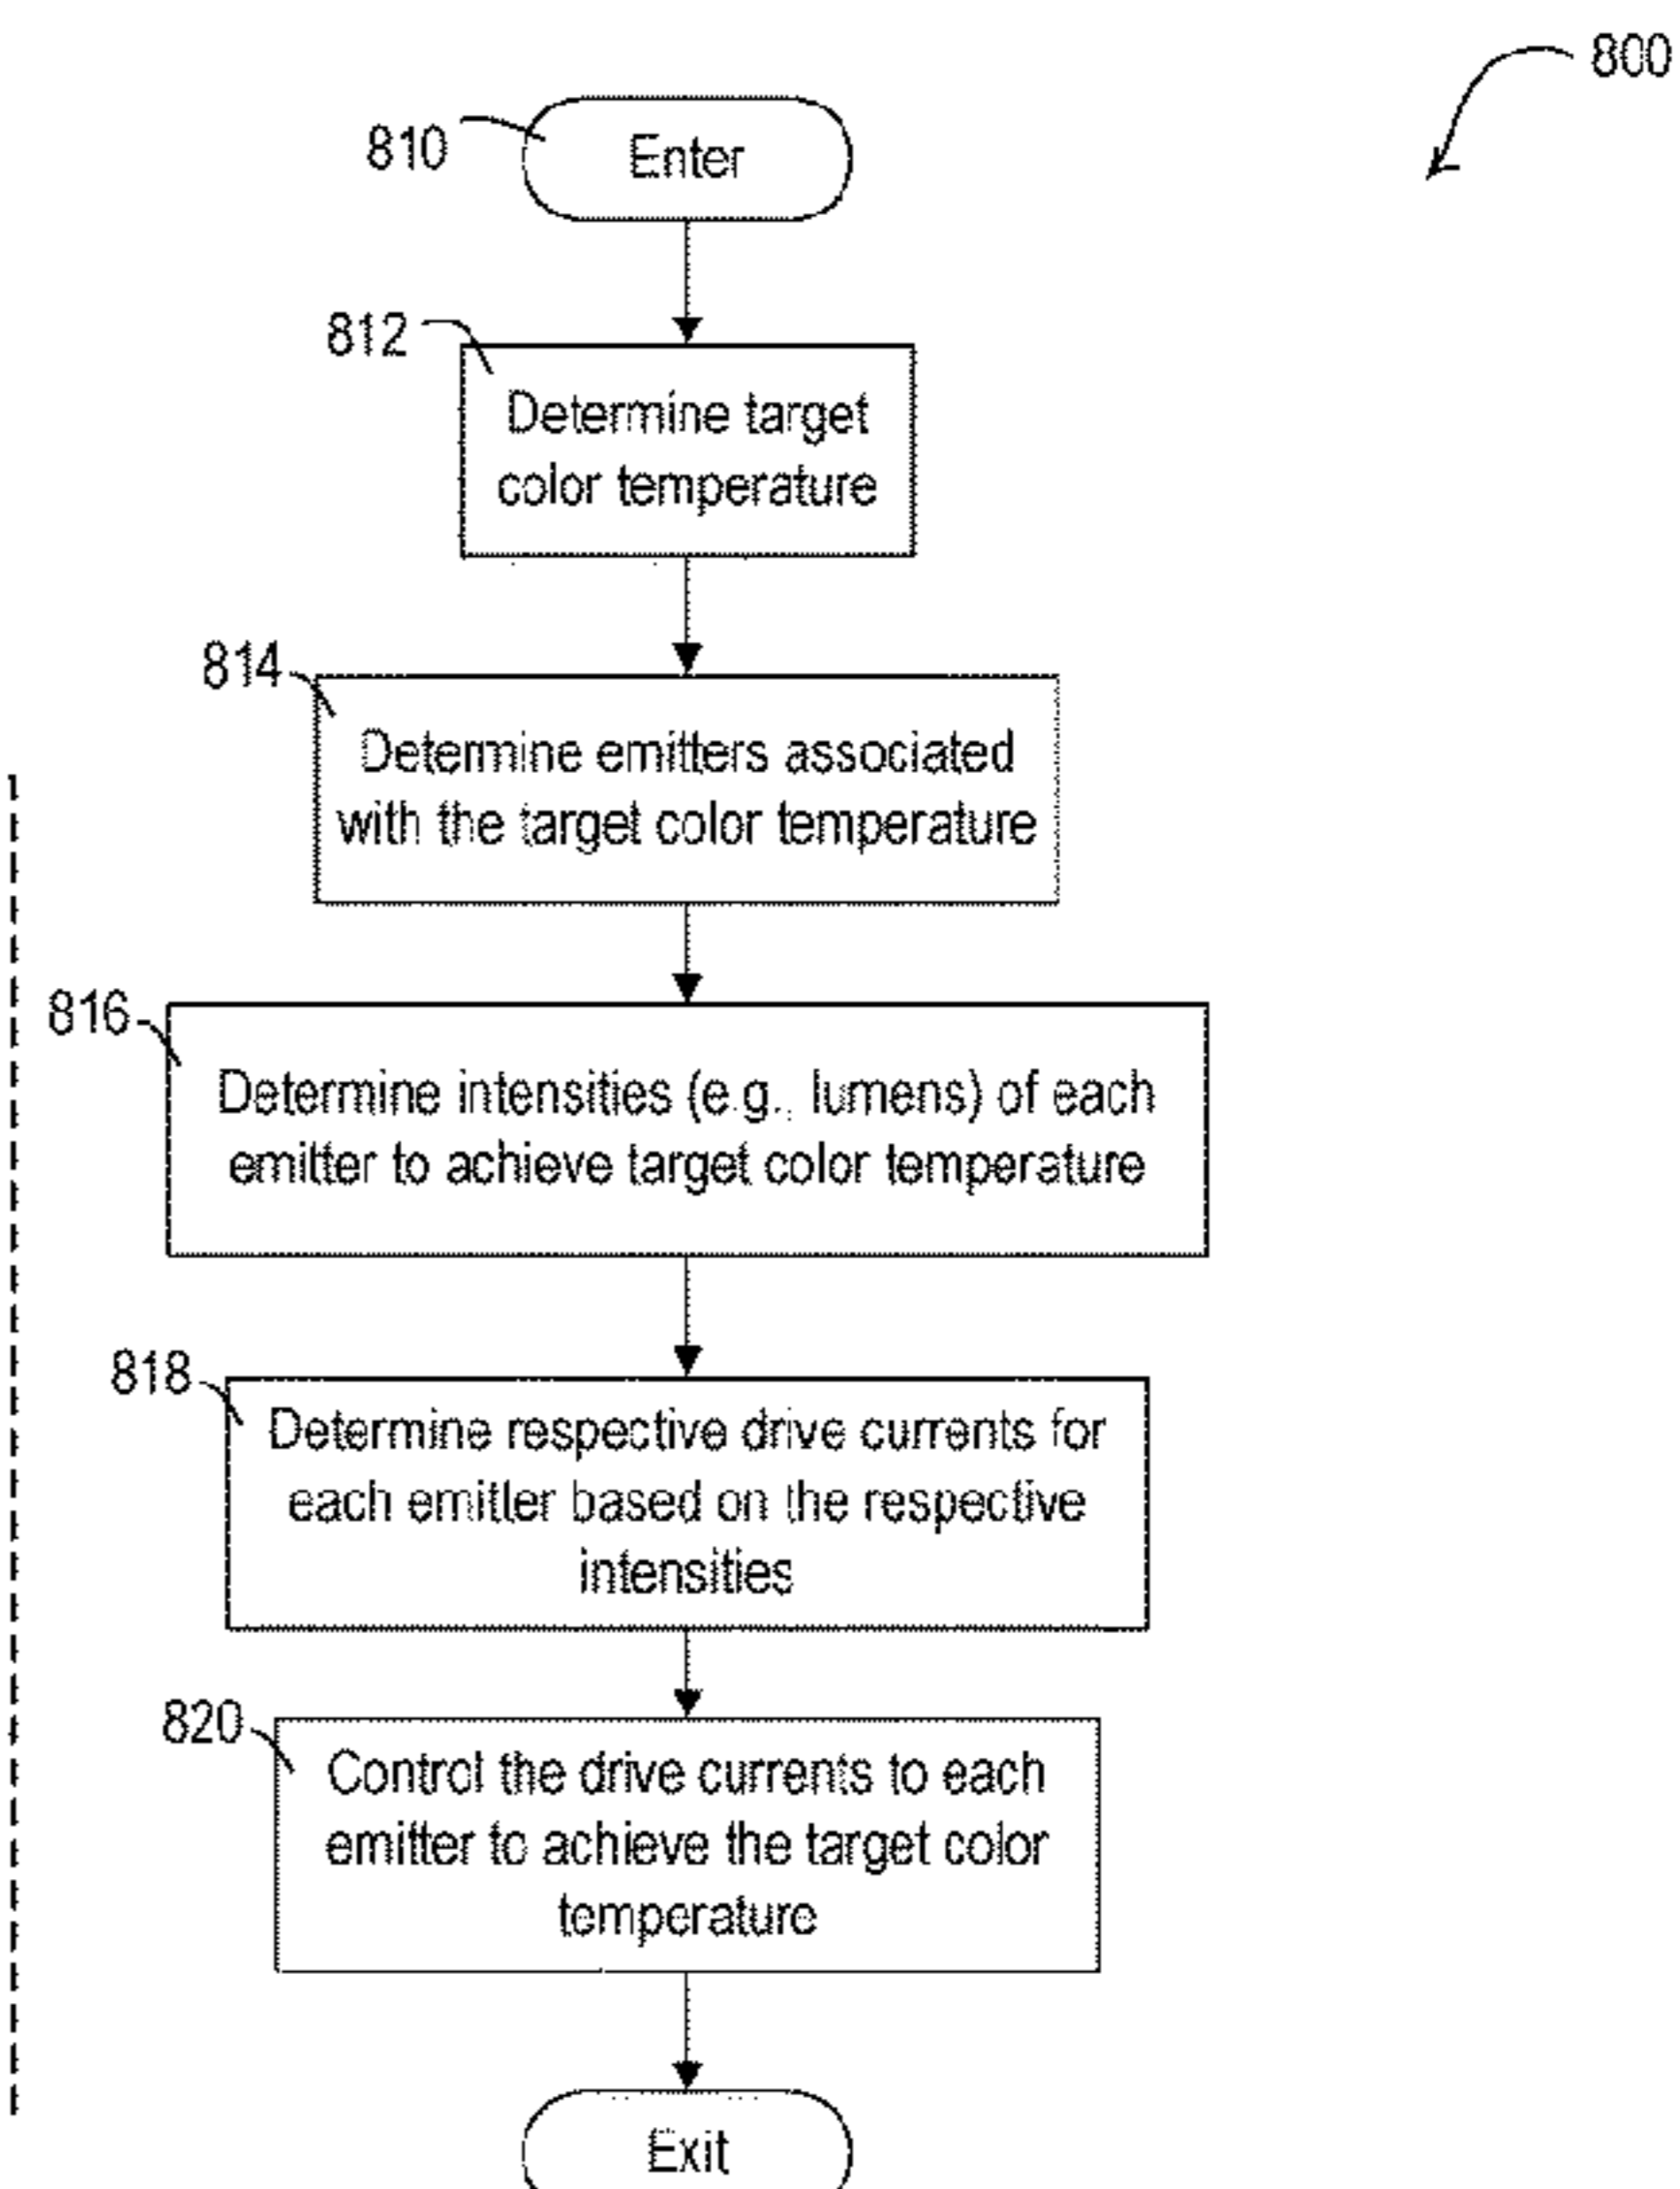 800
810
Enter
812
Determine target
color temperature
814
Determine emitters associated
with the target color temperature
816
Determine intensities (e.g., lumens) of each
emitter to achieve target color temperature
818
Determine respective drive currents for
each emitter based on the respective
intensities
820
Control the drive currents to each
emitter to achieve the target color
temperature
Exit